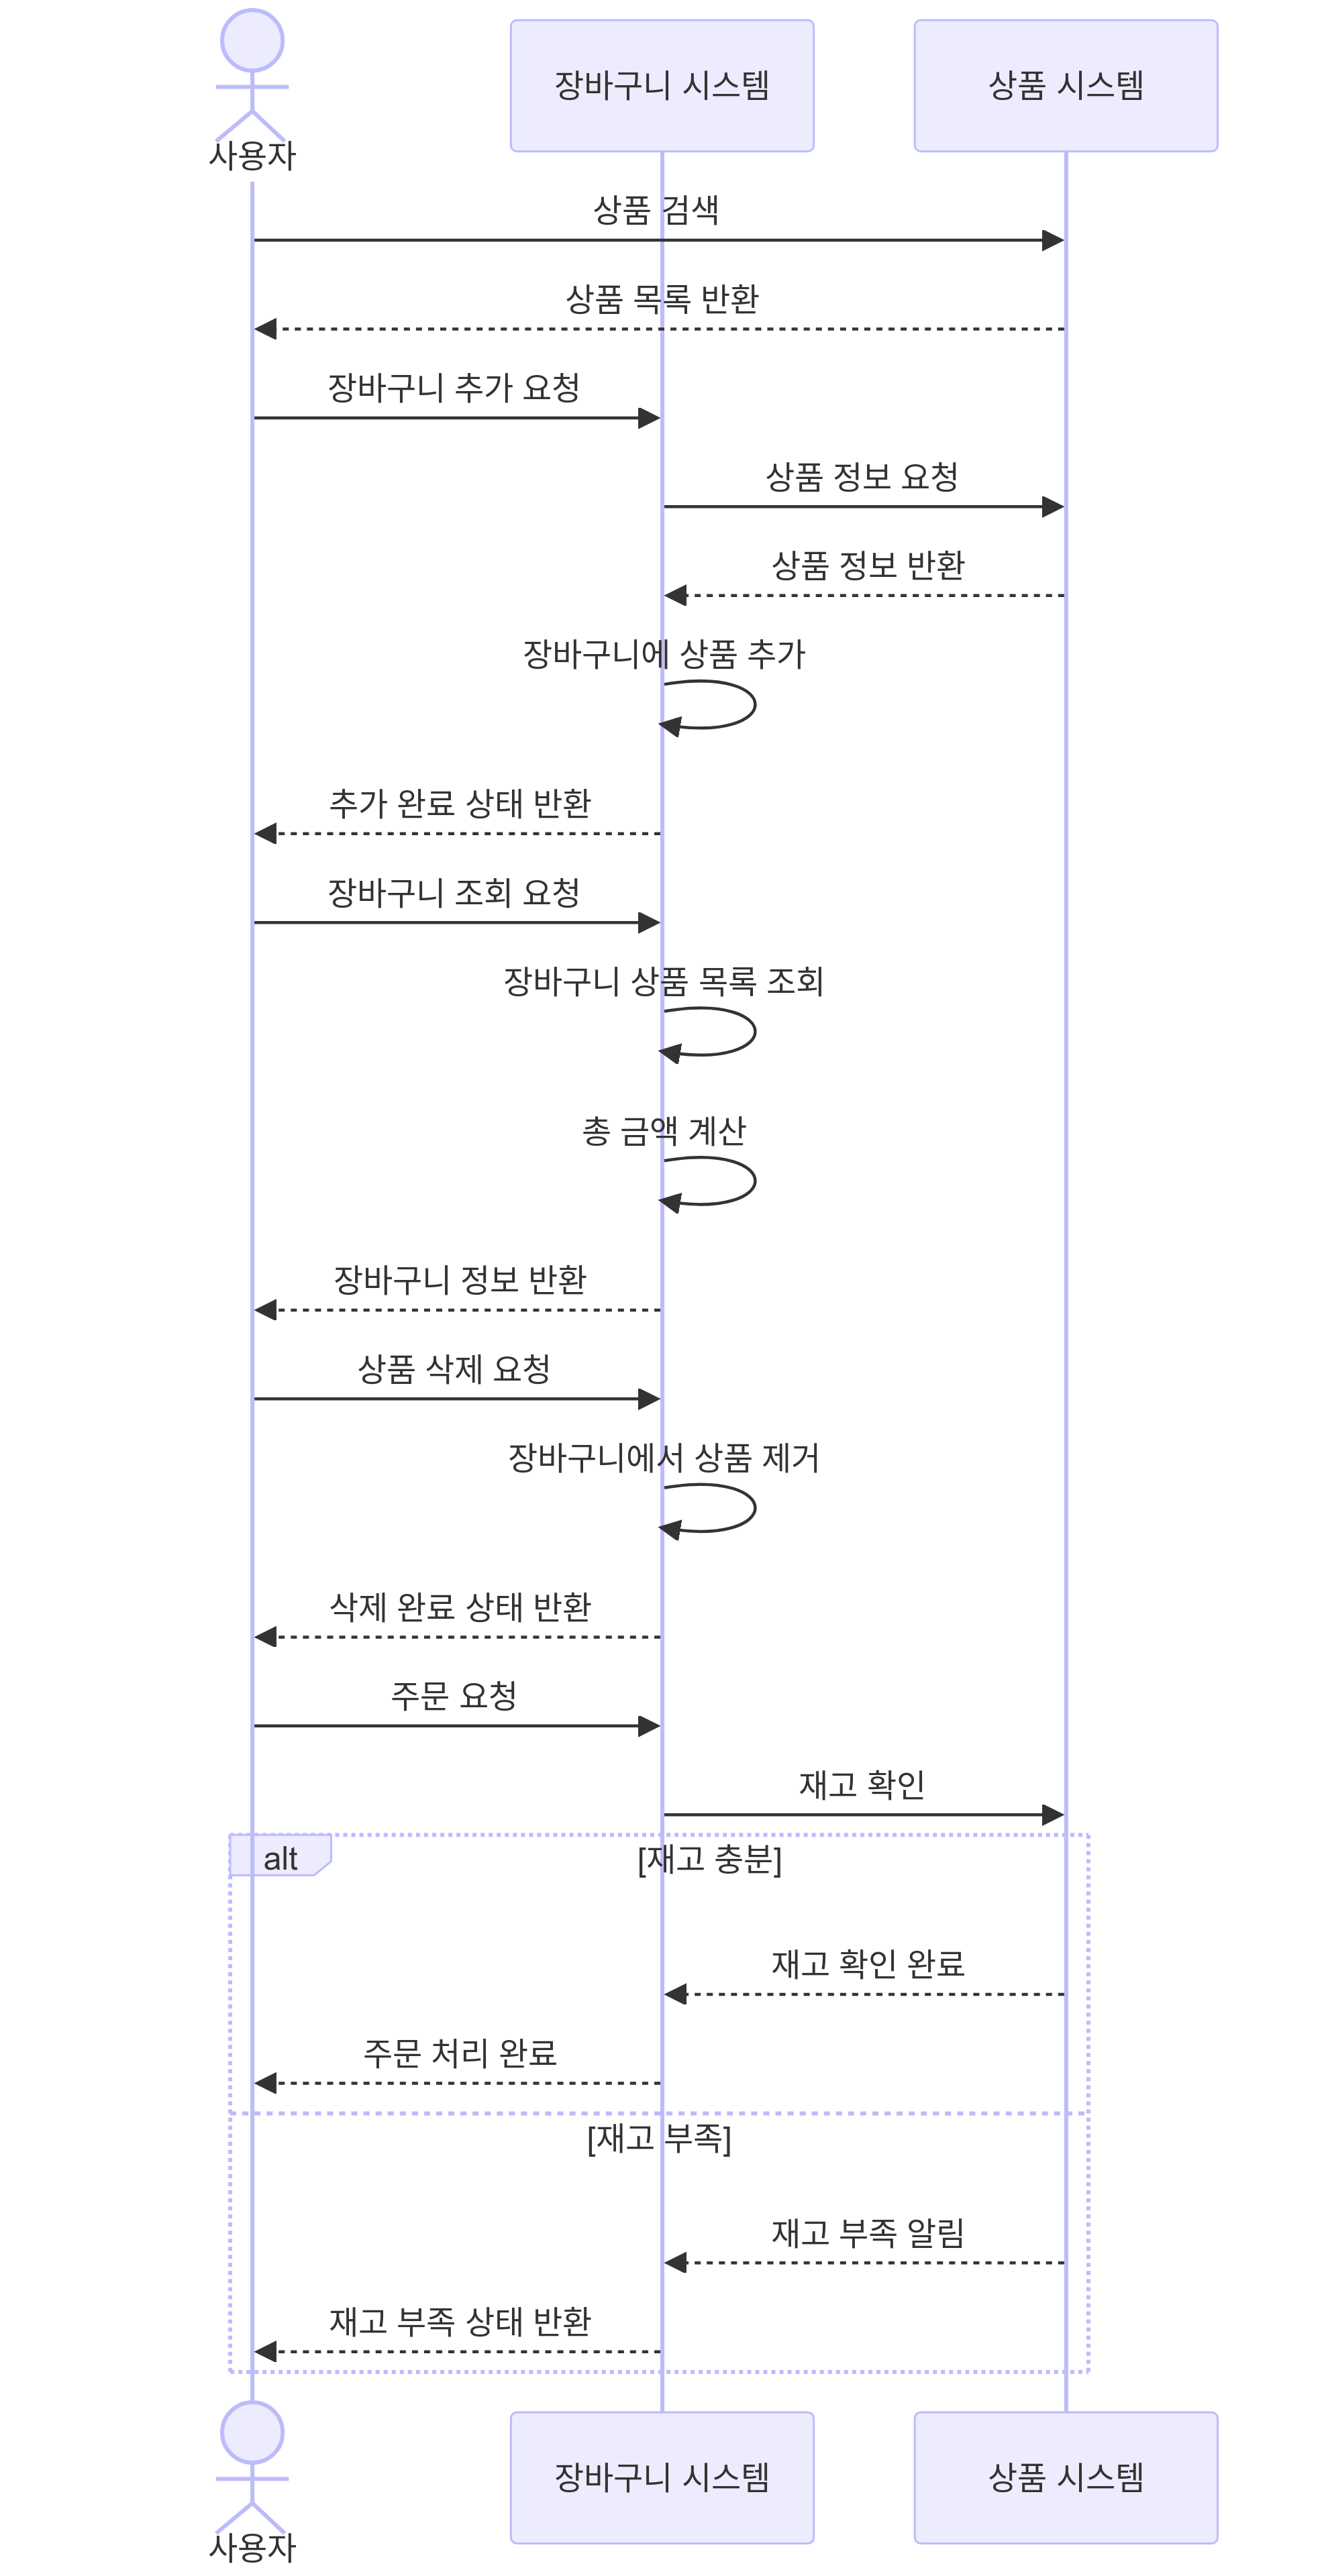 장바구니 시스템
상품 시스템
사용자
상품 검색
상품 목록 반환
장바구니 추가 요청
상품 정보 요청
상품 정보 반환
장바구니에 상품 추가
추가 완료 상태 반환
장바구니 조회 요청
장바구니 상품 목록 조회
총 금액 계산
장바구니 정보 반환
상품 삭제 요청
장바구니에서 상품 제거
삭제 완료 상태 반환
주문 요청
재고 확인
alt
[재고 충분]
재고 확인 완료
주문 처리 완료
[재고 부족]
재고 부족 알림
재고 부족 상태 반환
장바구니 시스템
상품 시스템
사용자